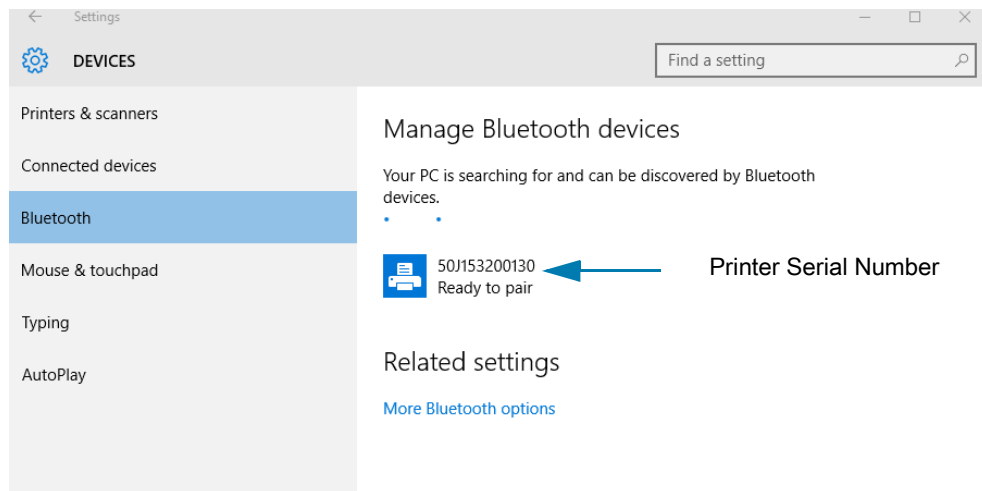 Settings
DEVICES
Find a setting
Printers & scanners
Connected devices
Bluetooth
Mouse & touchpad
Typing
AutoPlay
Manage Bluetooth devices
Your PC is searching for and can be discovered by Bluetooth
devices.
50J153200130
Ready to pair
Printer Serial Number
Related settings
More Bluetooth options